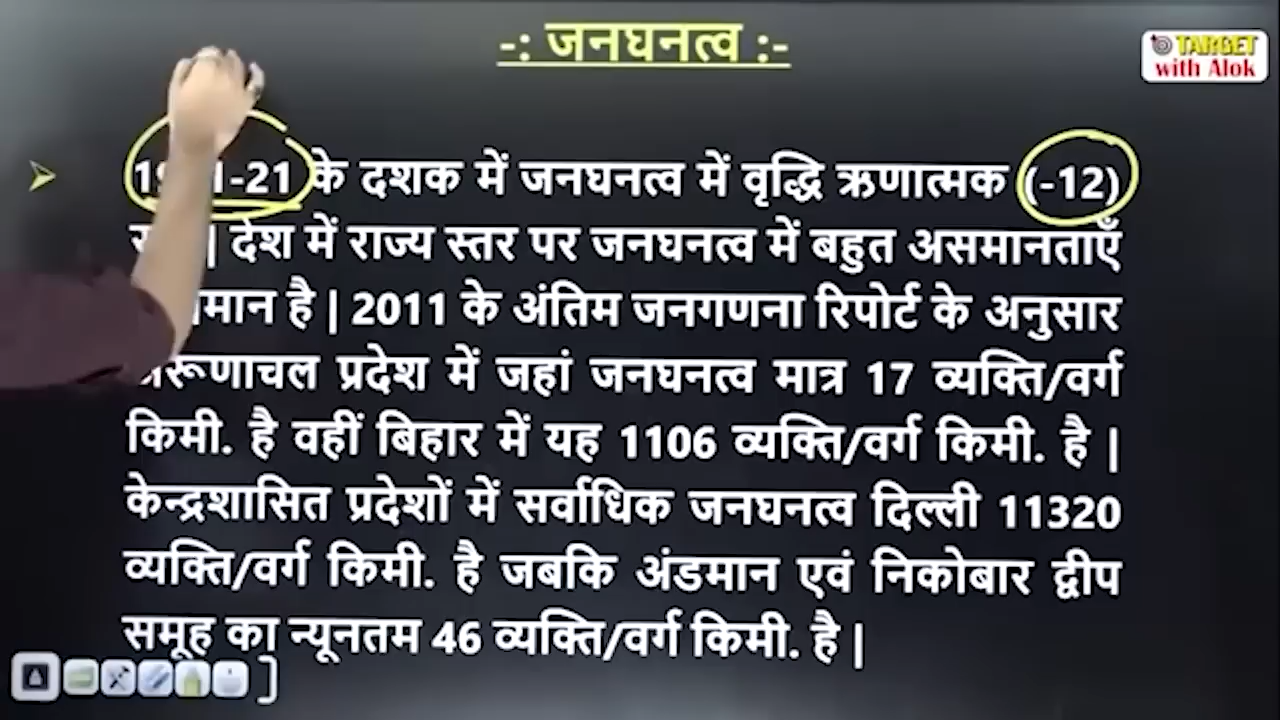 -: जनघनत्व :-
TARGET
with Alok
1-21 के दशक में जनघनत्व में वृद्धि ऋणात्मक (-12)
| देश में राज्य स्तर पर जनघनत्व में बहुत असमानताएँ
है | 2011 के अंतिम जनगणना रिपोर्ट के अनुसार
अरूणाचल प्रदेश में जहां जनघनत्व मात्र 17 व्यक्ति/वर्ग
किमी. है वहीं बिहार में यह 1106 व्यक्ति/वर्ग किमी. है |
केन्द्रशासित प्रदेशों में सर्वाधिक जनघनत्व दिल्ली 11320
व्यक्ति/वर्ग किमी. है जबकि अंडमान एवं निकोबार द्वीप
समूह का न्यूनतम 46 व्यक्ति/वर्ग किमी. है |